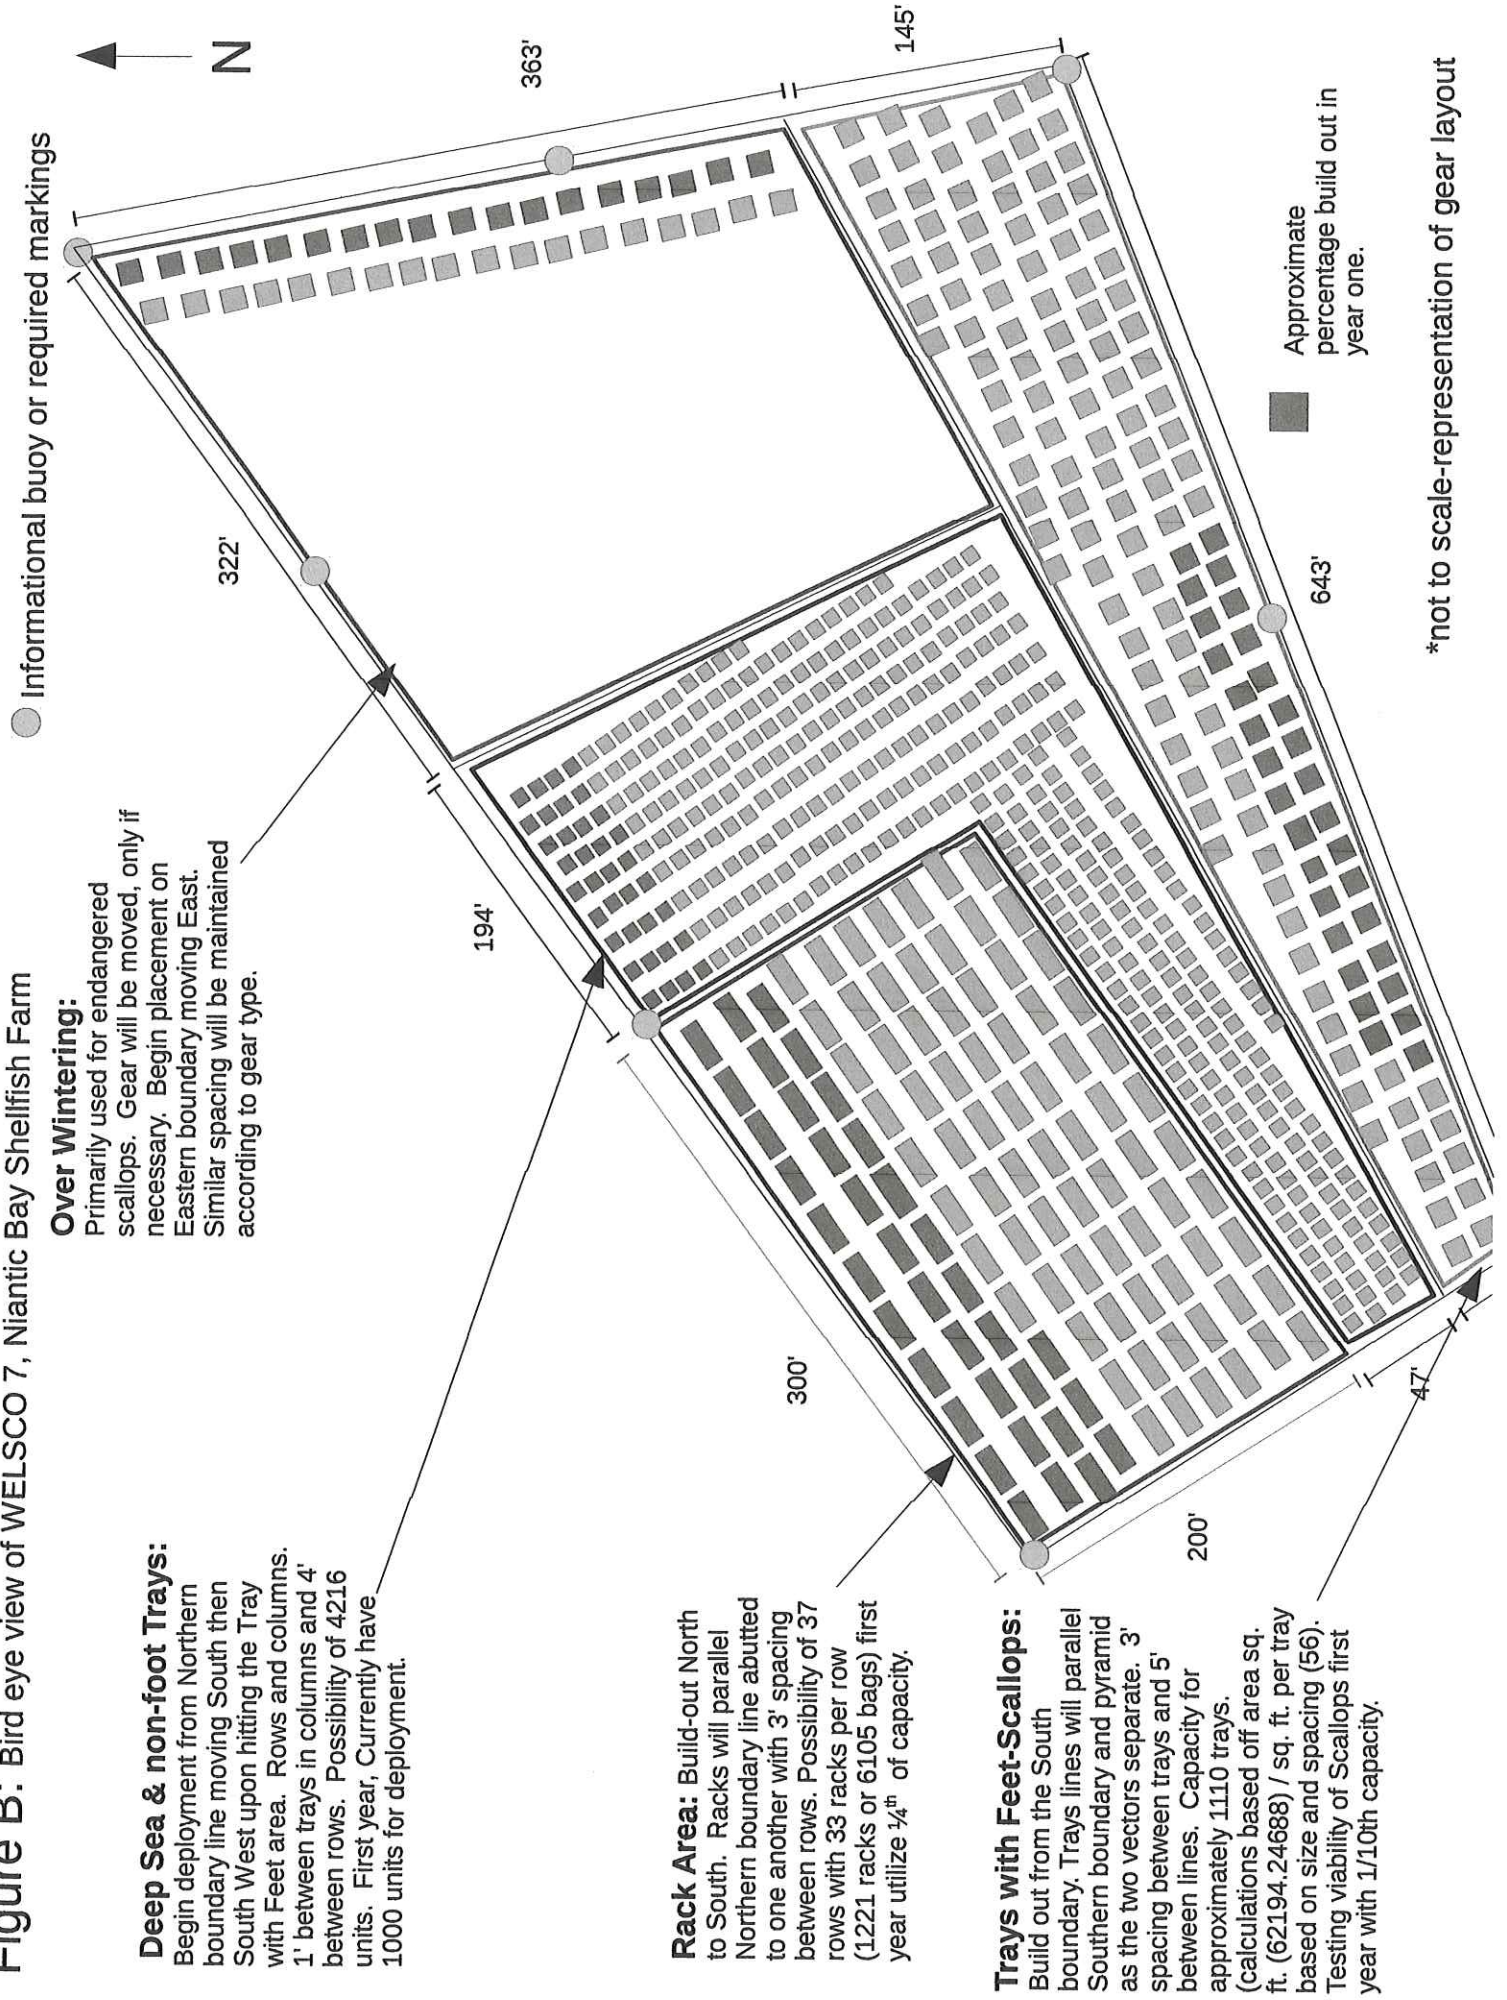 Figure B: Bird eye view of WELSCO 7, Niantic Bay Shellfish Farm
Informational buoy or required markings
N
Over Wintering:
Primarily used for endangered
scallops. Gear will be moved, only if
necessary. Begin placement on
Eastern boundary moving East.
Similar spacing will be maintained
according to gear type.
Deep Sea & non-foot Trays:
Begin deployment from Northern
boundary line moving South then
South West upon hitting the Tray
with Feet area. Rows and columns.
1' between trays in columns and 4'
between rows. Possibility of 4216
units. First year, Currently have
1000 units for deployment.
322'
363'
194'
145'
300'
Rack Area: Build-out North
to South. Racks will parallel
Northern boundary line abutted
to one another with 3' spacing
between rows. Possibility of 37
rows with 33 racks per row
(1221 racks or 6105 bags) first
year utilize ¼th of capacity.
Trays with Feet-Scallops:
Build out from the South
boundary. Trays lines will parallel
Southern boundary and pyramid
as the two vectors separate. 3'
spacing between trays and 5'
between lines. Capacity for
approximately 1110 trays.
(calculations based off area sq.
ft. (62194.24688) / sq. ft. per tray
based on size and spacing (56).
Testing viability of Scallops first
year with 1/10th capacity.
200'
47'
643'
Approximate
percentage build out in
year one.
*not to scale-representation of gear layout